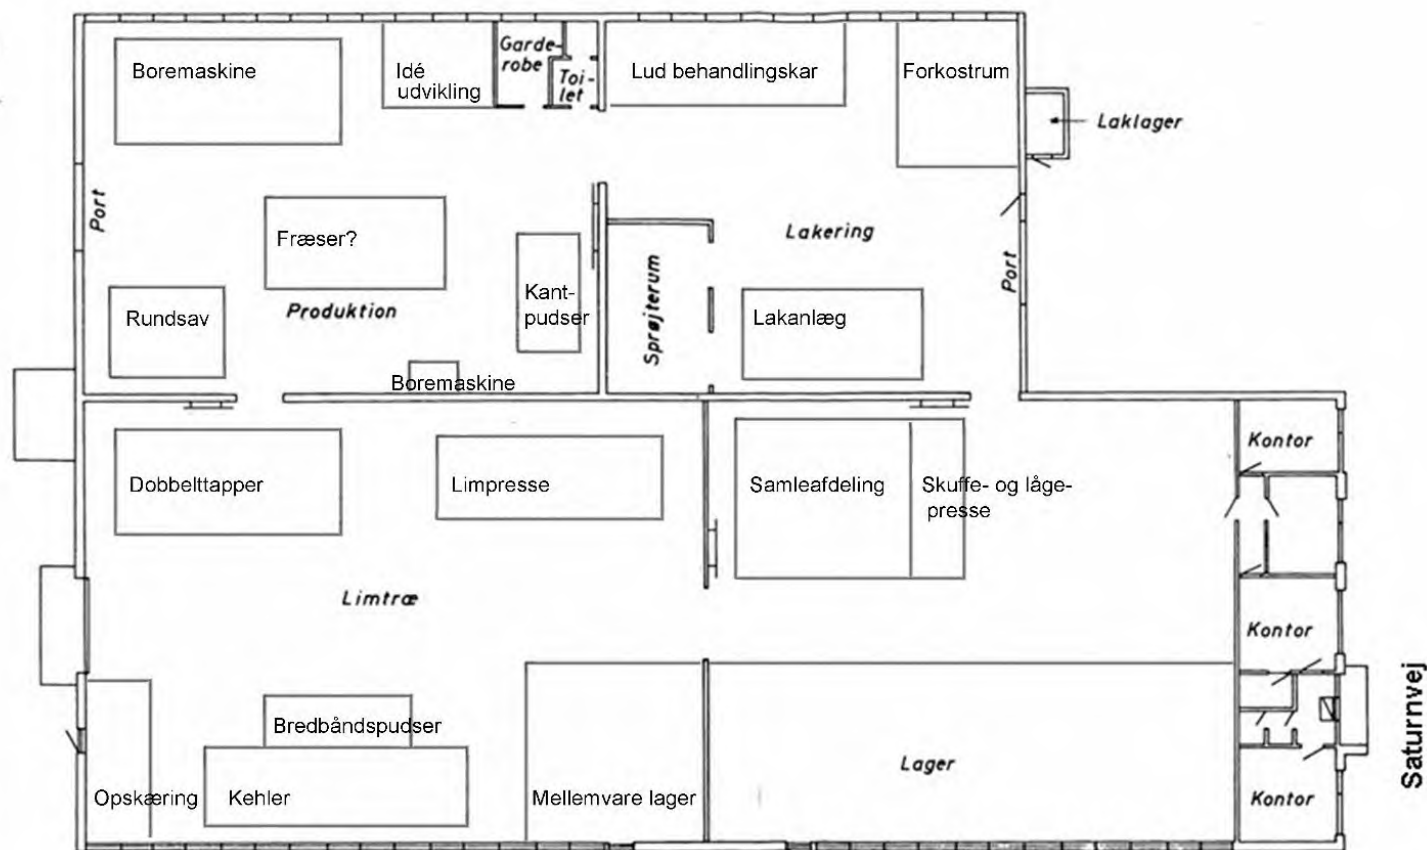 Boremaskine
Idé
udvikling
Garde-
robe
Toi-
let
Lud behandlingskar
Forkostrum
Laklager
Port
Fræser?
Kant-
pudser
Rundsav
Produktion
Boremaskine
Sprøjterum
Lakering
Port
Lakanlæg
Dobbelttapper
Limpresse
Samleafdeling
Skuffe- og låge-
presse
Kontor
Limtræ
Kontor
Bredbåndspudser
Opskæring
Kehler
Mellemvare lager
Lager
Kontor
Saturnvej